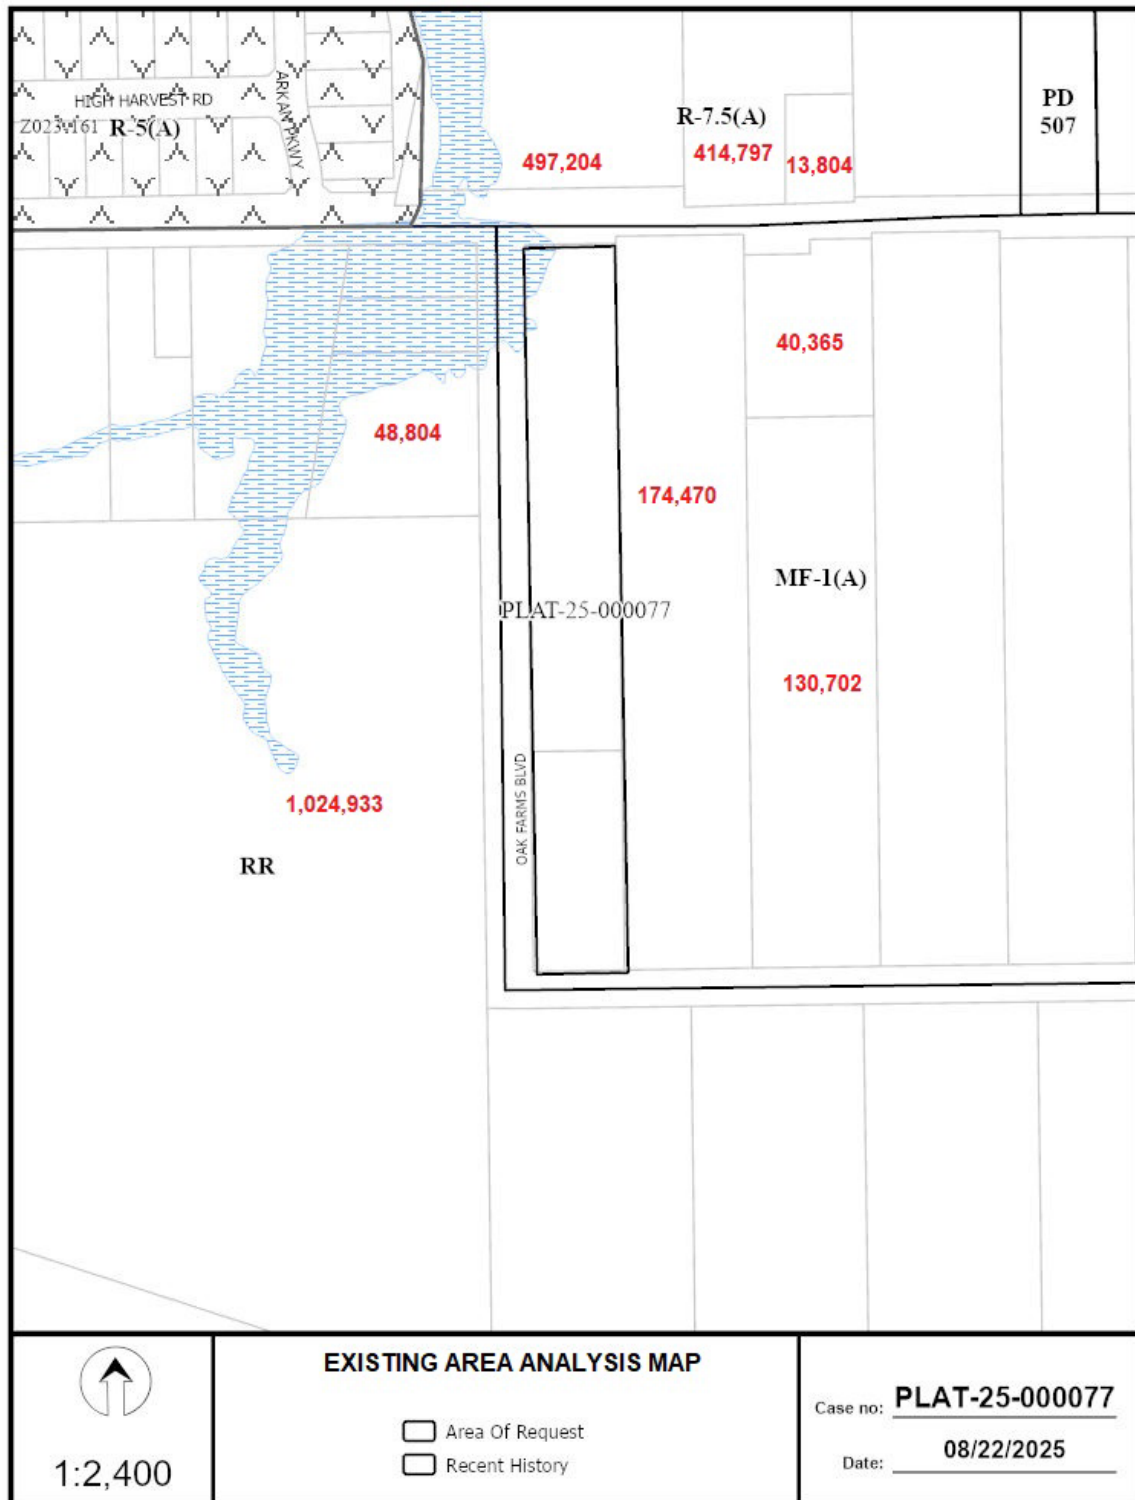 HIGH HARVEST RD
ARKAN PKWY
Z023-161 R-5(A)
R-7.5(A)
PD
507
497,204
414,797
13,804
40,365
48,804
174,470
MF-1(A)
PLAT-25-000077
130,702
OAK FARMS BLVD
1,024,933
RR
1:2,400
EXISTING AREA ANALYSIS MAP
Area Of Request
Recent History
Case no: PLAT-25-000077
Date: 08/22/2025